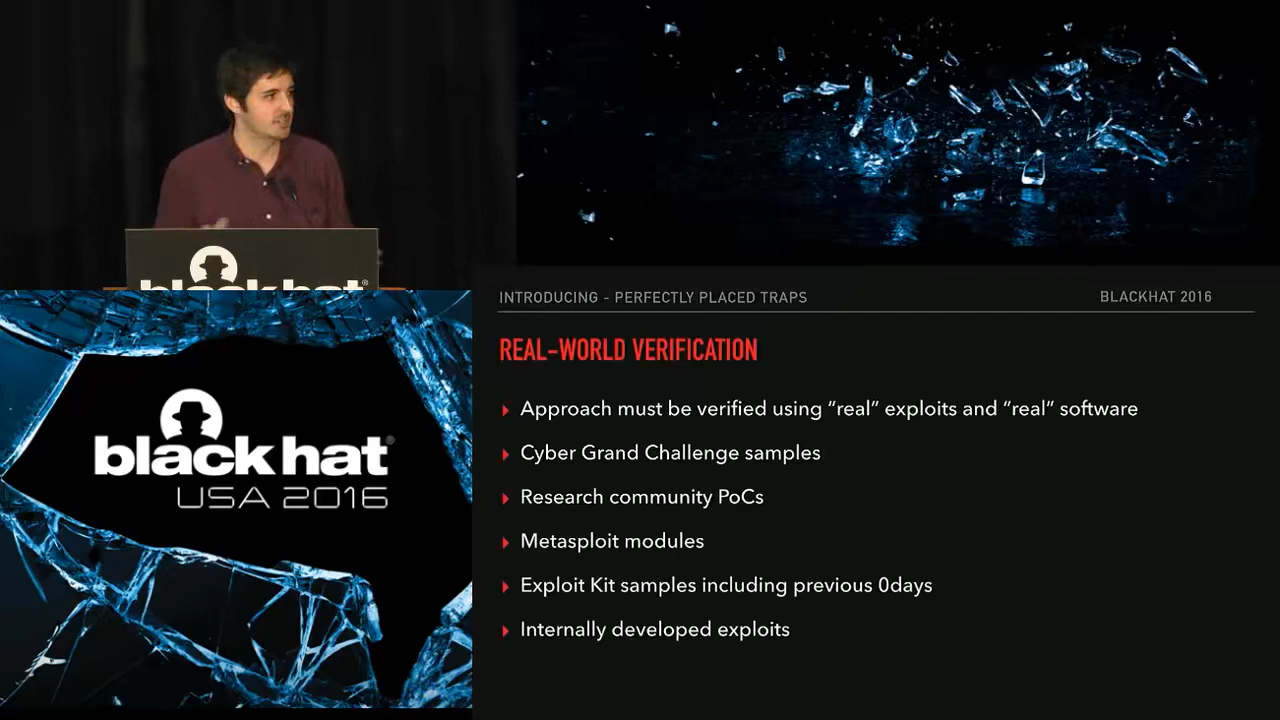 black hat®
INTRODUCING - PERFECTLY PLACED TRAPS
BLACKHAT 2016
REAL-WORLD VERIFICATION
Approach must be verified using “real” exploits and “real” software
Cyber Grand Challenge samples
Research community PoCs
Metasploit modules
Exploit Kit samples including previous 0days
Internally developed exploits
black hat®
USA 2016